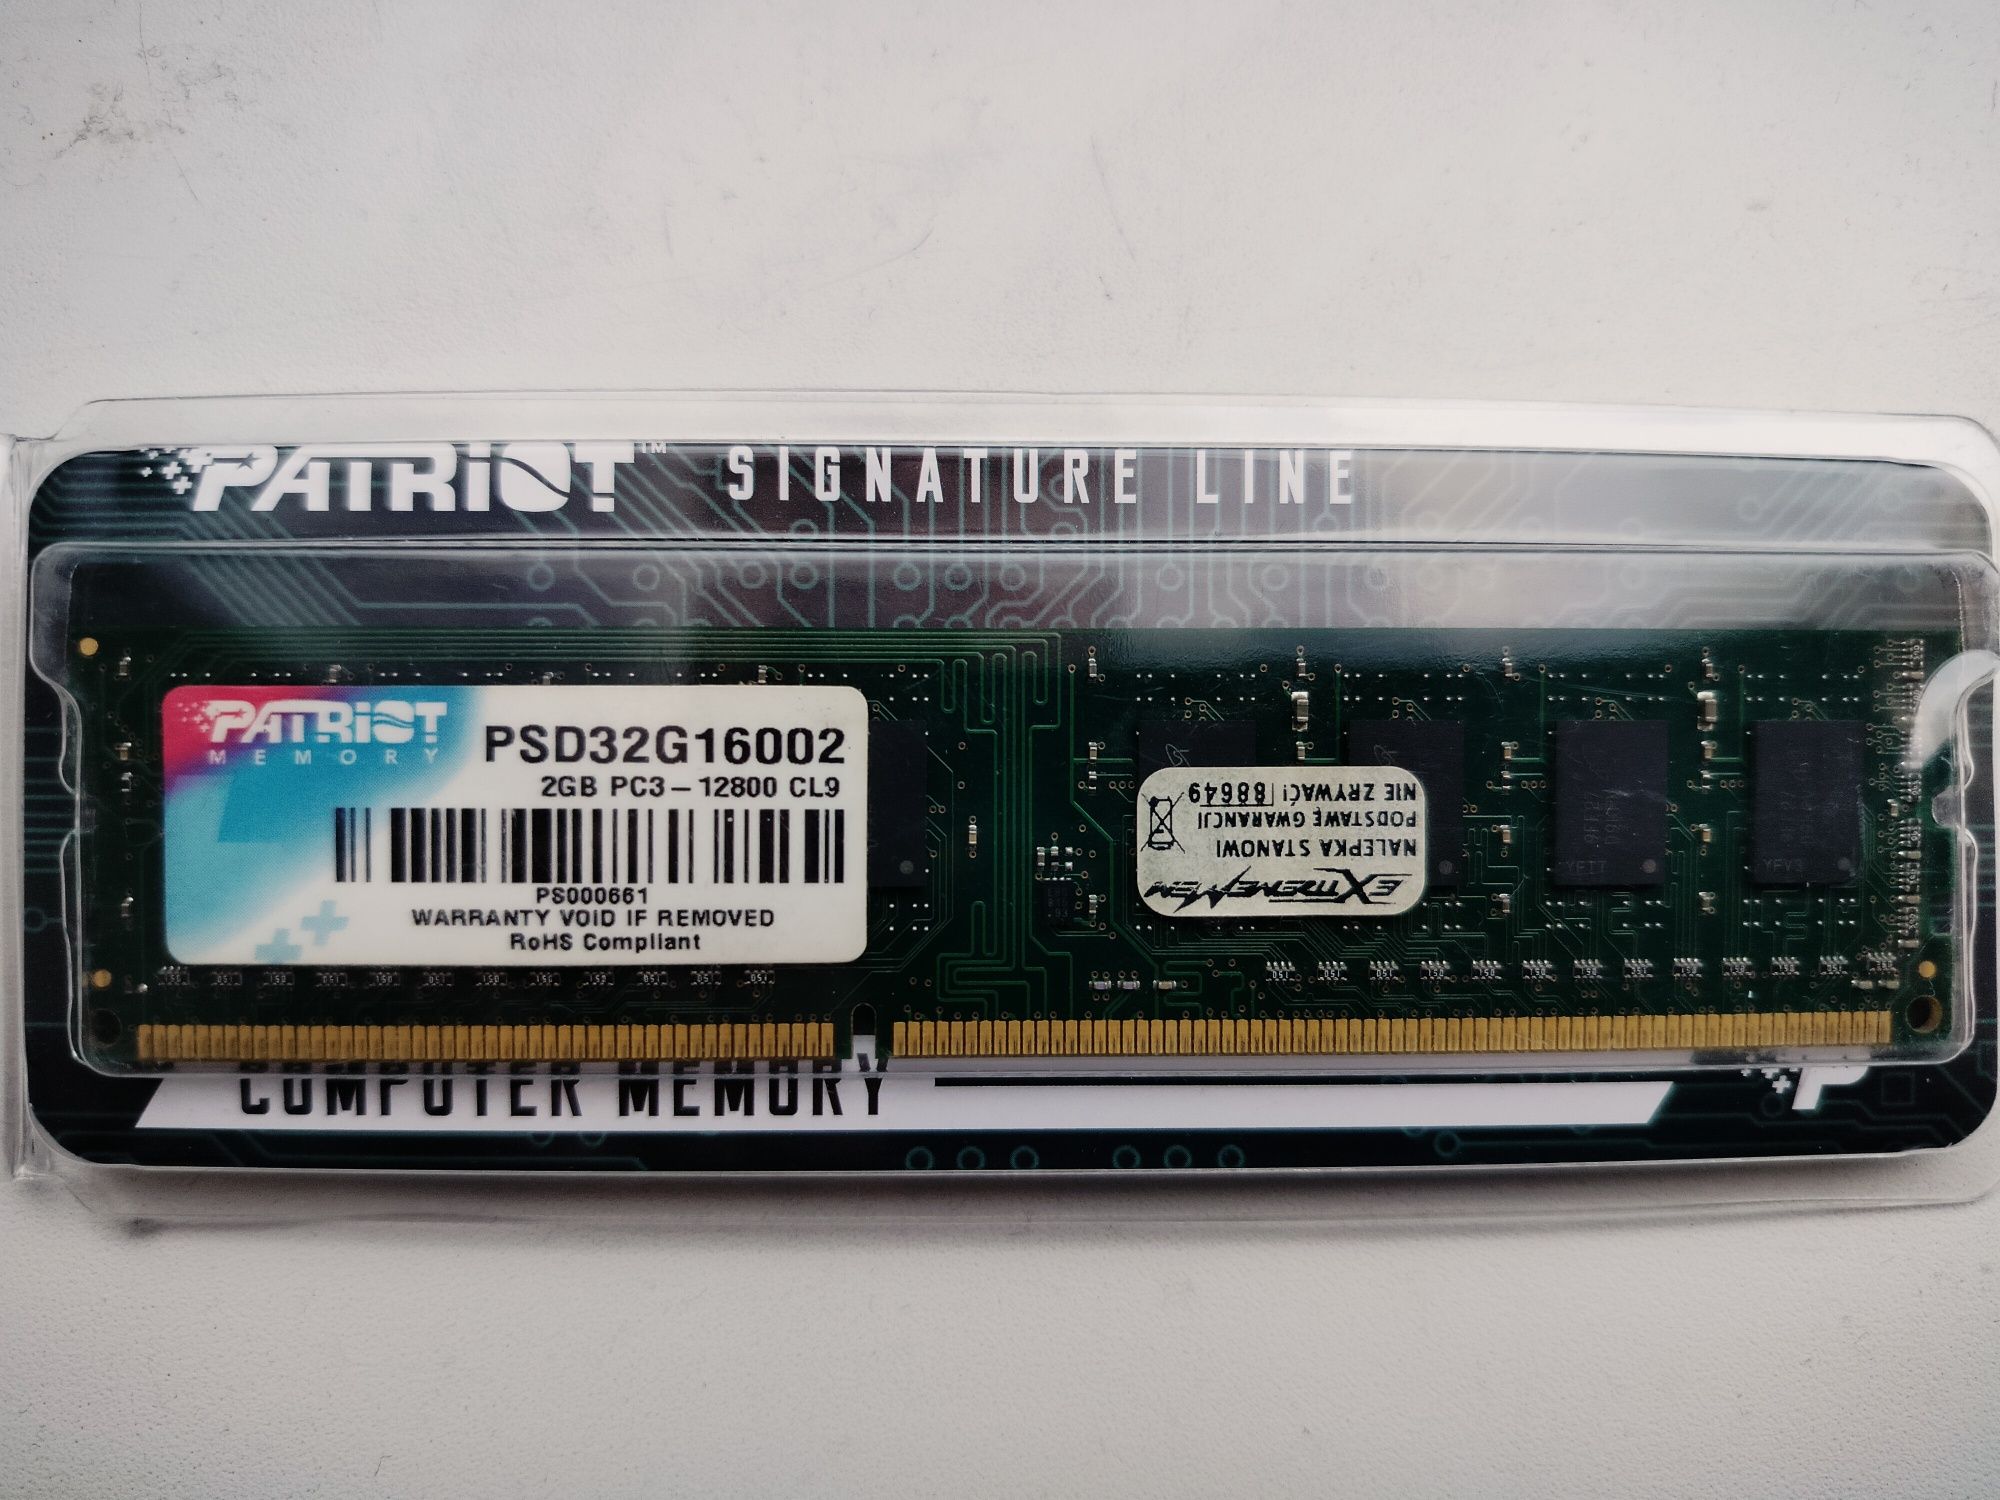 PATRIOT™ SIGNATURE LINE
PATRIOT
MEMORY
PSD32G16002
2GB PC3-12800 CL9
PS000661
WARRANTY VOID IF REMOVED
RoHS Compliant
EXTREMEMEM
NALEPKA STANOWI
PODSTAWĘ GWARANCJI
NIE ZRYWAĆ! 88649
COMPUTER MEMORY
P